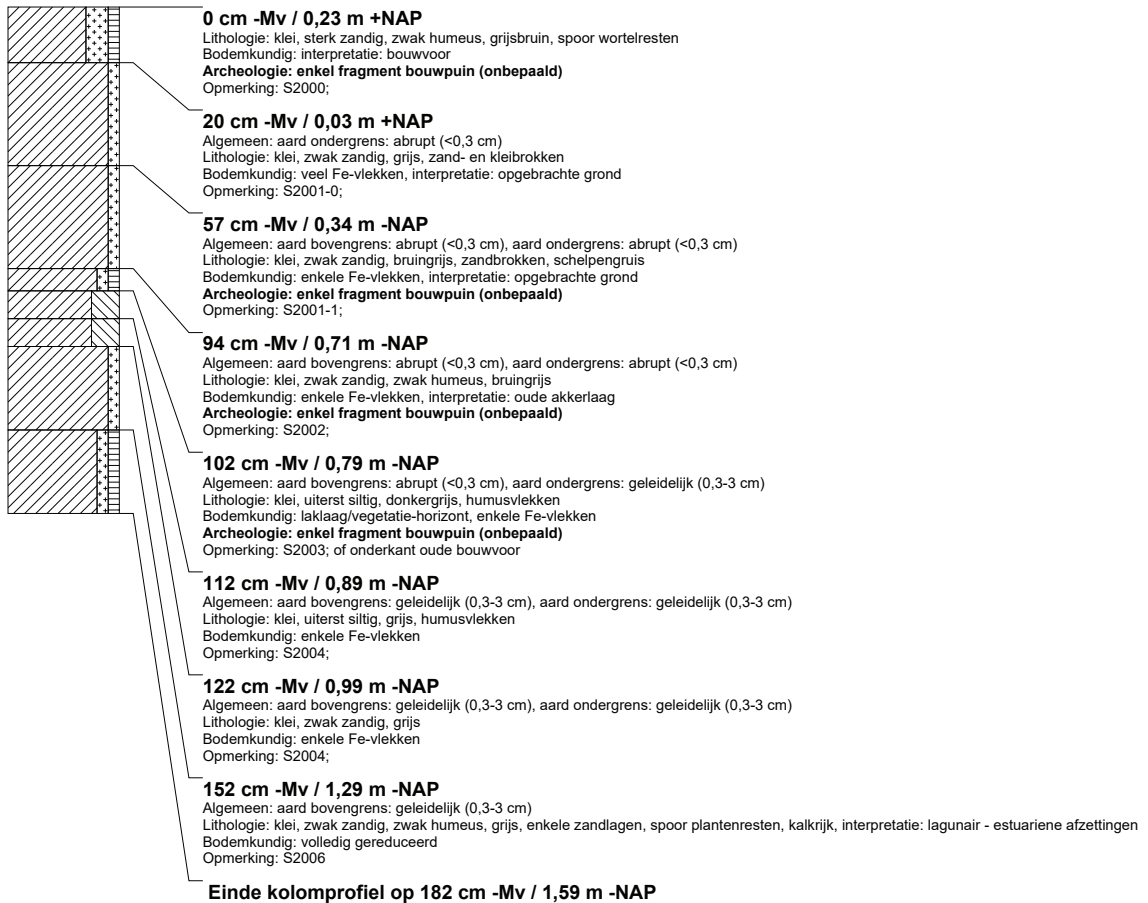 0 cm -Mv / 0,23 m +NAP
Lithologie: klei, sterk zandig, zwak humeus, grijsbruin, spoor wortelresten
Bodemkundig: interpretatie: bouwvoor
Archeologie: enkel fragment bouwpuin (onbepaald)
Opmerking: S2000;
20 cm -Mv / 0,03 m +NAP
Algemeen: aard ondergrens: abrupt (<0,3 cm)
Lithologie: klei, zwak zandig, grijs, zand- en kleibrokken
Bodemkundig: veel Fe-vlekken, interpretatie: opgebrachte grond
Opmerking: S2001-0;
57 cm -Mv / 0,34 m -NAP
Algemeen: aard bovengrens: abrupt (<0,3 cm), aard ondergrens: abrupt (<0,3 cm)
Lithologie: klei, zwak zandig, bruingrijs, zandbrokken, schelpengruis
Bodemkundig: enkele Fe-vlekken, interpretatie: opgebrachte grond
Archeologie: enkel fragment bouwpuin (onbepaald)
Opmerking: S2001-1;
94 cm -Mv / 0,71 m -NAP
Algemeen: aard bovengrens: abrupt (<0,3 cm), aard ondergrens: abrupt (<0,3 cm)
Lithologie: klei, zwak zandig, zwak humeus, bruingrijs
Bodemkundig: enkele Fe-vlekken, interpretatie: oude akkerlaag
Archeologie: enkel fragment bouwpuin (onbepaald)
Opmerking: S2002;
102 cm -Mv / 0,79 m -NAP
Algemeen: aard bovengrens: abrupt (<0,3 cm), aard ondergrens: geleidelijk (0,3-3 cm)
Lithologie: klei, uiterst siltig, donkergrijs, humusvlekken
Bodemkundig: laklaag/vegetatie-horizont, enkele Fe-vlekken
Archeologie: enkel fragment bouwpuin (onbepaald)
Opmerking: S2003; of onderkant oude bouwvoor
112 cm -Mv / 0,89 m -NAP
Algemeen: aard bovengrens: geleidelijk (0,3-3 cm), aard ondergrens: geleidelijk (0,3-3 cm)
Lithologie: klei, uiterst siltig, grijs, humusvlekken
Bodemkundig: enkele Fe-vlekken
Opmerking: S2004;
122 cm -Mv / 0,99 m -NAP
Algemeen: aard bovengrens: geleidelijk (0,3-3 cm), aard ondergrens: geleidelijk (0,3-3 cm)
Lithologie: klei, zwak zandig, grijs
Bodemkundig: enkele Fe-vlekken
Opmerking: S2004;
152 cm -Mv / 1,29 m -NAP
Algemeen: aard bovengrens: geleidelijk (0,3-3 cm)
Lithologie: klei, zwak zandig, zwak humeus, grijs, enkele zandlagen, spoor plantenresten, kalkrijk, interpretatie: lagunair - estuariene afzettingen
Bodemkundig: volledig gereduceerd
Opmerking: S2006
Einde kolomprofiel op 182 cm -Mv / 1,59 m -NAP